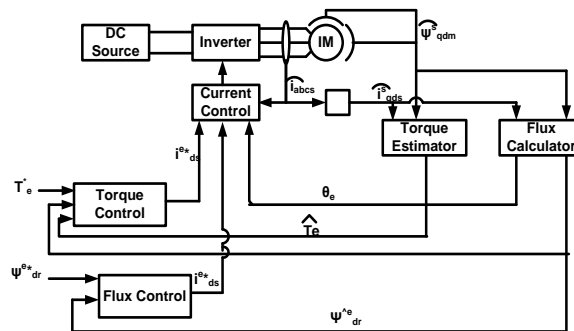 DC Source
Inverter
IM
ψ^s_qdm
Current Control
i_abcs
i^s_qds
Torque Estimator
Flux Calculator
i^e*_ds
T*_e
Torque Control
θ_e
T̂e
ψ^e*_dr
Flux Control
i^e*_ds
ψ^^e_dr